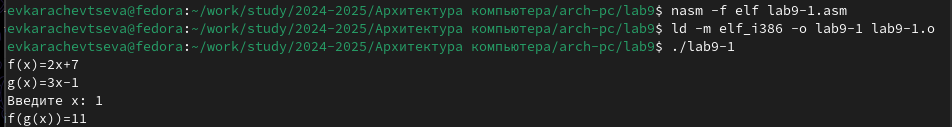 evkarachevtseva@fedora:~/work/study/2024-2025/Архитектура компьютера/arch-pc/lab9$ nasm -f elf lab9-1.asm
evkarachevtseva@fedora:~/work/study/2024-2025/Архитектура компьютера/arch-pc/lab9$ ld -m elf_i386 -o lab9-1 lab9-1.o
evkarachevtseva@fedora:~/work/study/2024-2025/Архитектура компьютера/arch-pc/lab9$ ./lab9-1
f(x)=2x+7
g(x)=3x-1
Введите x: 1
f(g(x))=11